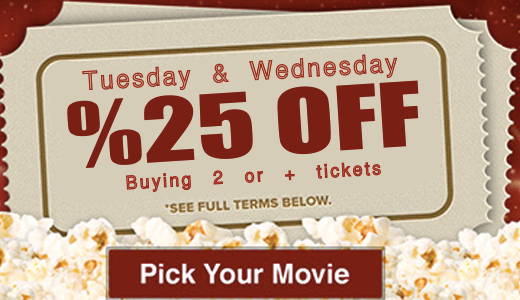 Tuesday & Wednesday
%25 OFF
Buying 2 or + tickets
*SEE FULL TERMS BELOW.
Pick Your Movie